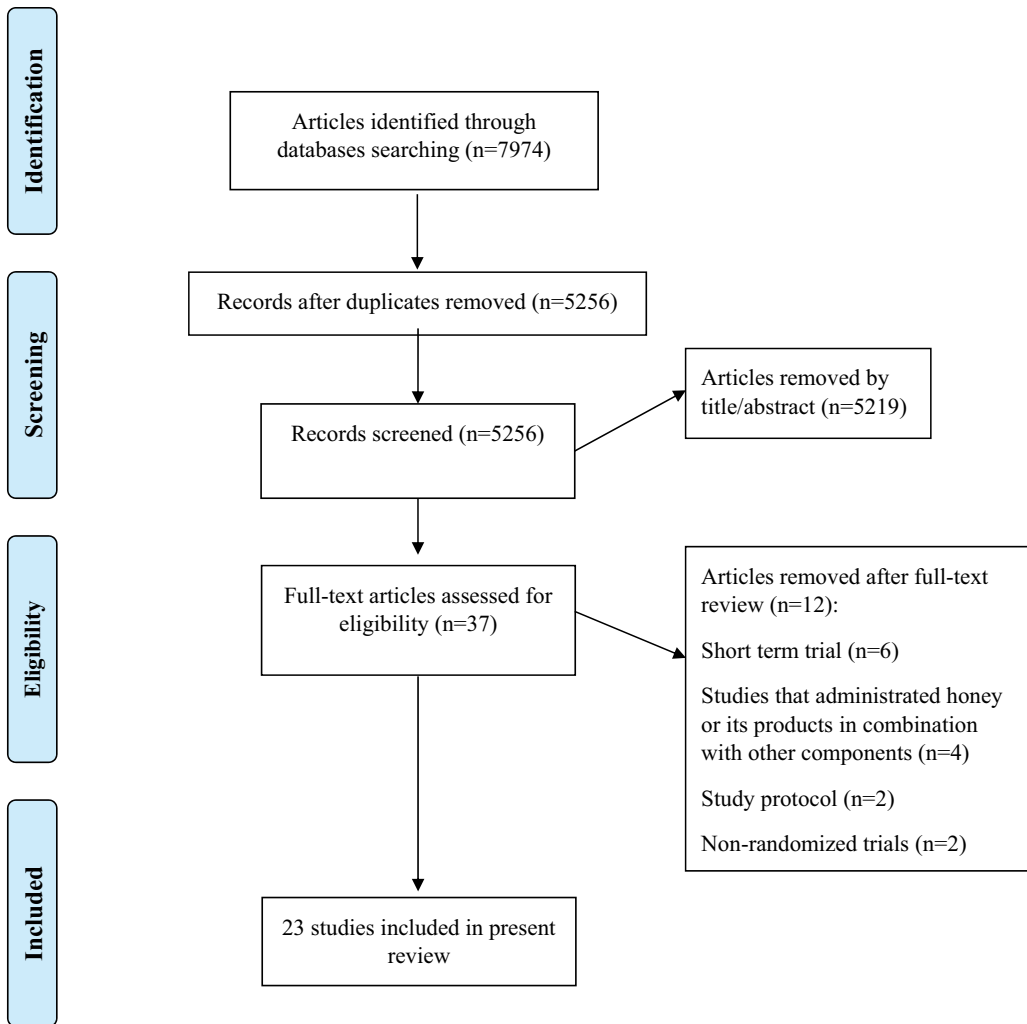 Identification
Articles identified through
databases searching (n=7974)
Screening
Records after duplicates removed (n=5256)
Records screened (n=5256)
Articles removed by
title/abstract (n=5219)
Eligibility
Full-text articles assessed for
eligibility (n=37)
Articles removed after full-text
review (n=12):
Short term trial (n=6)
Studies that administrated honey
or its products in combination
with other components (n=4)
Study protocol (n=2)
Non-randomized trials (n=2)
Included
23 studies included in present
review